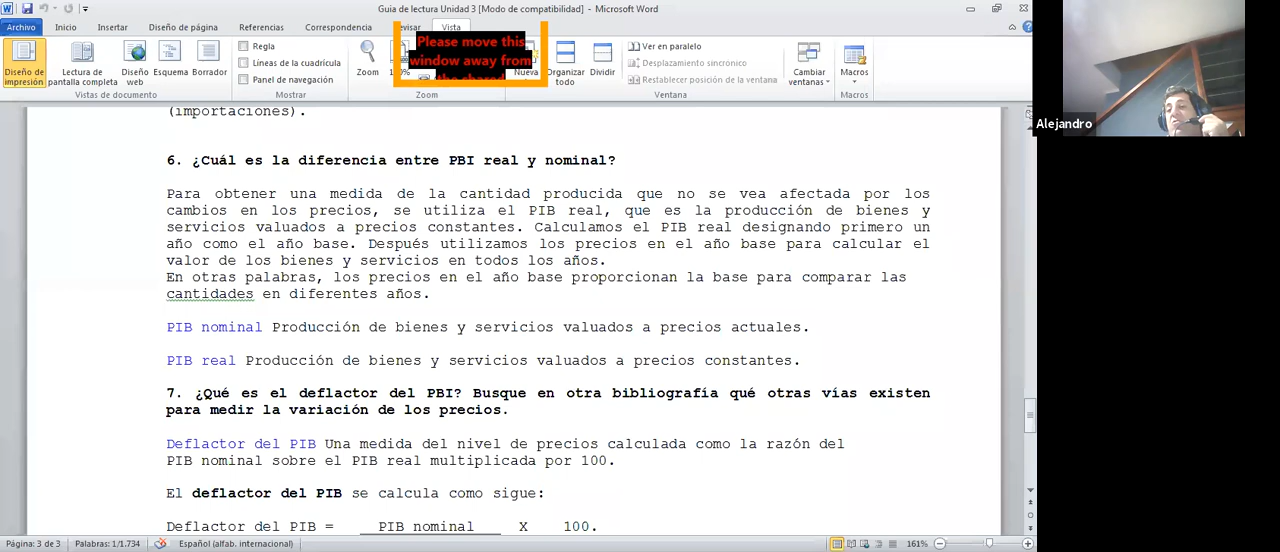 Guia de lectura Unidad 3 [Modo de compatibilidad] - Microsoft Word
Archivo Inicio Insertar Diseño de página Referencias Correspondencia Vista
Please move this
window away from
the shared
Diseño de
impresión
Lectura de
pantalla completa
Diseño
web
Esquema
Borrador
Vistas de documento
Regla
Líneas de la cuadrícula
Panel de navegación
Mostrar
Zoom
Zoom
Nueva
Organizar
todo
Dividir
Ver en paralelo
Desplazamiento sincrónico
Restablecer posición de la ventana
Ventana
Cambiar
ventanas
Macros
Macros
Alejandro
(importaciones).
6. ¿Cuál es la diferencia entre PBI real y nominal?
Para obtener una medida de la cantidad producida que no se vea afectada por los
cambios en los precios, se utiliza el PIB real, que es la producción de bienes y
servicios valuados a precios constantes. Calculamos el PIB real designando primero un
año como el año base. Después utilizamos los precios en el año base para calcular el
valor de los bienes y servicios en todos los años.
En otras palabras, los precios en el año base proporcionan la base para comparar las
cantidades en diferentes años.
PIB nominal Producción de bienes y servicios valuados a precios actuales.
PIB real Producción de bienes y servicios valuados a precios constantes.
7. ¿Qué es el deflactor del PBI? Busque en otra bibliografía qué otras vías existen
para medir la variación de los precios.
Deflactor del PIB Una medida del nivel de precios calculada como la razón del
PIB nominal sobre el PIB real multiplicada por 100.
El deflactor del PIB se calcula como sigue:
Deflactor del PIB = PIB nominal X 100.
Página: 3 de 3 Palabras: 1/1.734 Español (alfab. internacional) 161%